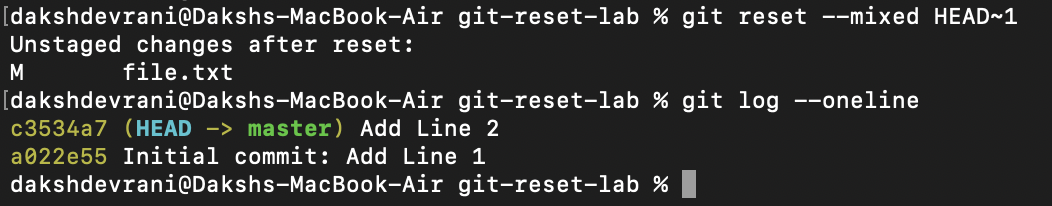 [dakshdevrani@Dakshs-MacBook-Air git-reset-lab % git reset --mixed HEAD~1
Unstaged changes after reset:
M       file.txt
[dakshdevrani@Dakshs-MacBook-Air git-reset-lab % git log --oneline
c3534a7 (HEAD -> master) Add Line 2
a022e55 Initial commit: Add Line 1
dakshdevrani@Dakshs-MacBook-Air git-reset-lab %